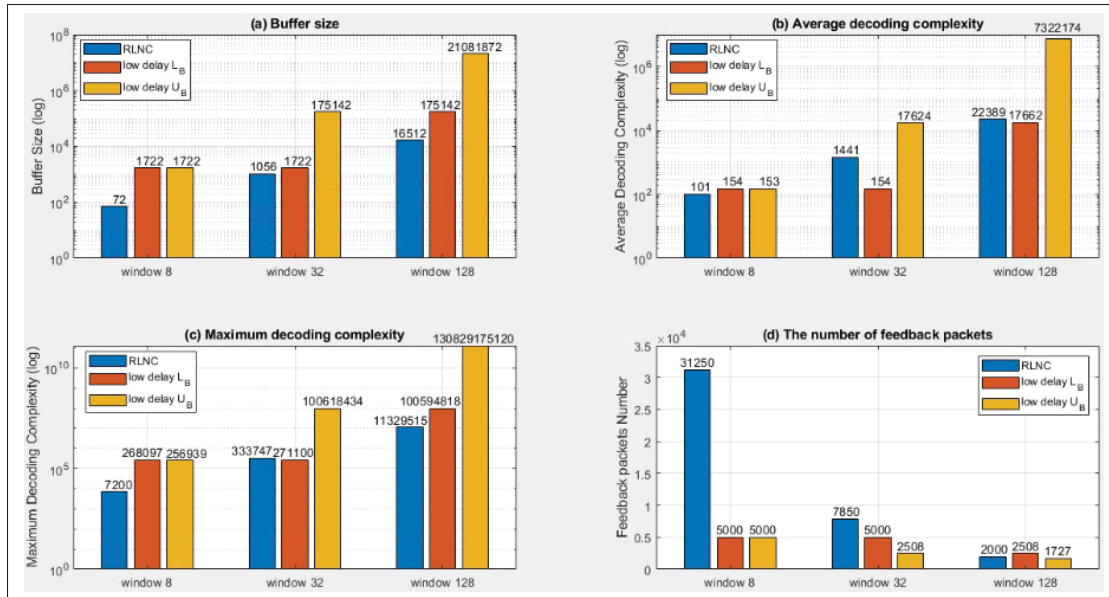 (a) Buffer size
Buffer Size (log)
10^8
10^6
10^4
10^2
10^0
RLNC
low delay L_B
low delay U_B
72
1722
1722
1056
1722
175142
16512
175142
21081872
window 8
window 32
window 128
(b) Average decoding complexity
Average Decoding Complexity (log)
10^6
10^4
10^2
10^0
RLNC
low delay L_B
low delay U_B
101
154
153
1441
154
17624
22389
17662
7322174
window 8
window 32
window 128
(c) Maximum decoding complexity
Maximum Decoding Complexity (log)
10^10
10^5
10^0
RLNC
low delay L_B
low delay U_B
7200
268097
256939
333747
271100
100618434
11329515
100594818
130829175120
window 8
window 32
window 128
(d) The number of feedback packets
Feedback packets Number
×10^4
3.5
3
2.5
2
1.5
1
0.5
0
RLNC
low delay L_B
low delay U_B
31250
5000
5000
7850
5000
2508
2000
2508
1727
window 8
window 32
window 128